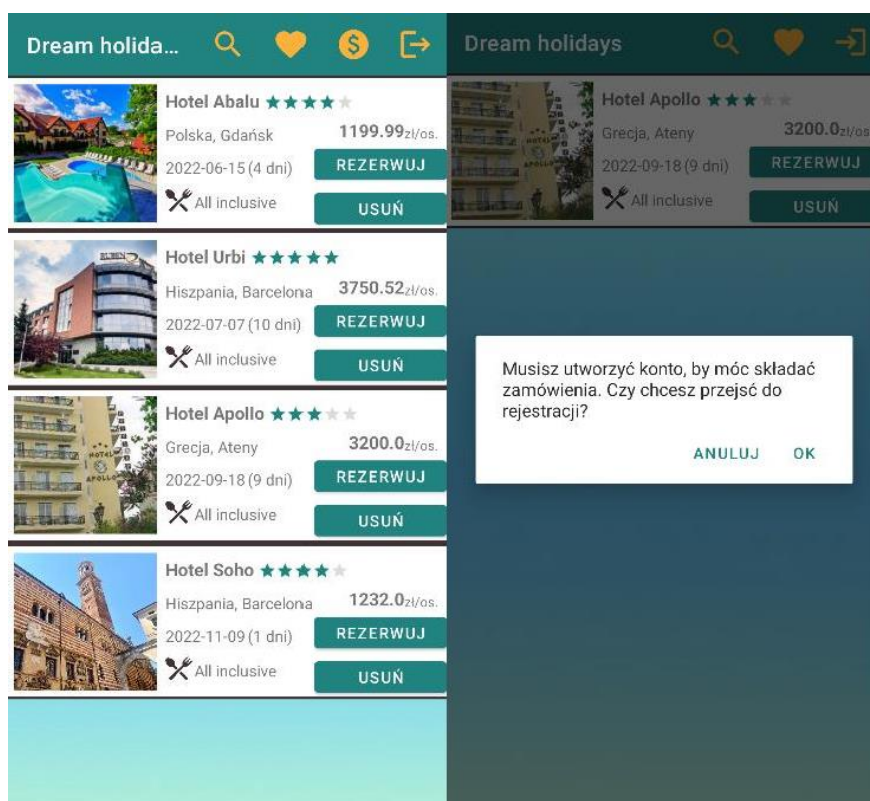 Dream holida...
Hotel Abalu
Polska, Gdańsk
1199.99zł/os.
2022-06-15 (4 dni)
REZERWUJ
All inclusive
USUŃ
Hotel Urbi
Hiszpania, Barcelona
3750.52zł/os.
2022-07-07 (10 dni)
REZERWUJ
All inclusive
USUŃ
Hotel Apollo
Grecja, Ateny
3200.0zł/os.
2022-09-18 (9 dni)
REZERWUJ
All inclusive
USUŃ
HOTEL
APOLLO
Hotel Soho
Hiszpania, Barcelona
1232.0zł/os.
2022-11-09 (1 dni)
REZERWUJ
All inclusive
USUŃ
Dream holidays
Hotel Apollo
Grecja, Ateny
3200.0zł/os
2022-09-18 (9 dni)
REZERWUJ
All inclusive
USUŃ
HOTEL
APOLLO
Musisz utworzyć konto, by móc składać
zamówienia. Czy chcesz przejsć do
rejestracji?
ANULUJ OK